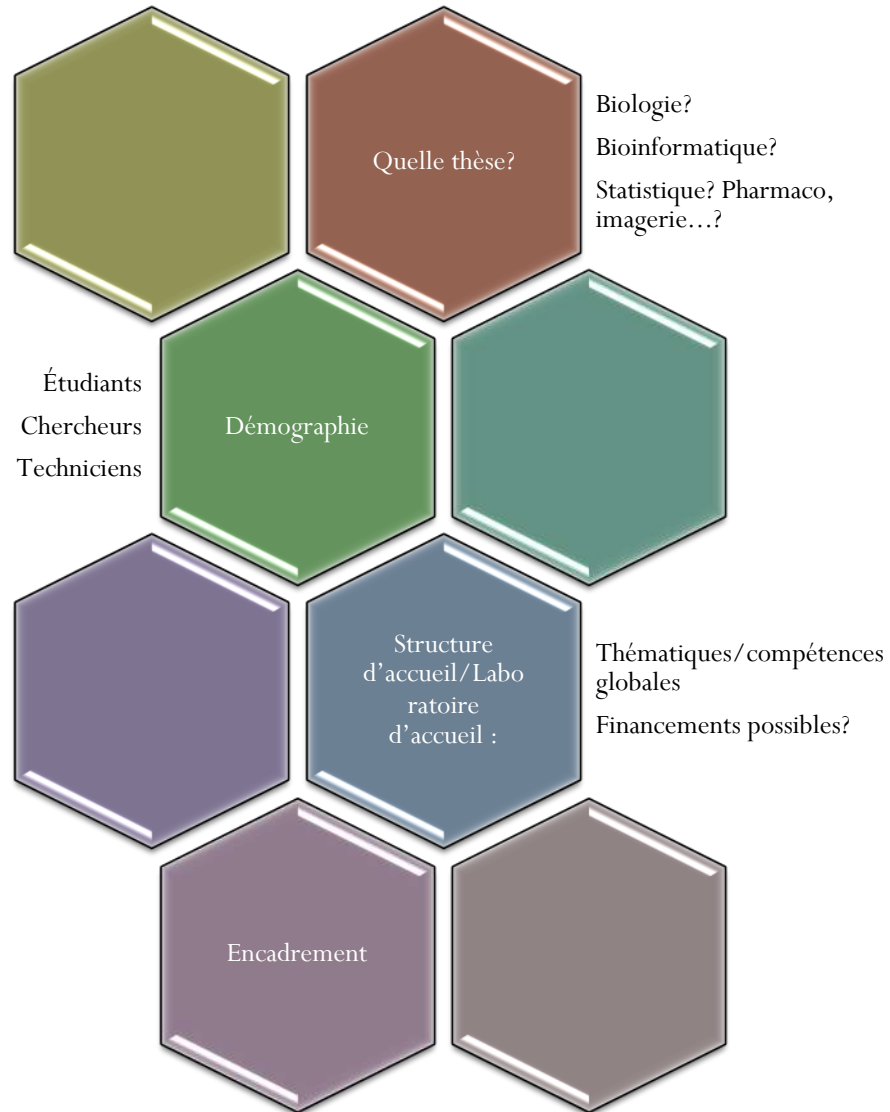 Quelle thèse?
Biologie?
Bioinformatique?
Statistique? Pharmaco,
imagerie…?
Étudiants
Chercheurs
Techniciens
Démographie
Structure
d’accueil/Labo
ratoire
d’accueil :
Thématiques/compétences
globales
Financements possibles?
Encadrement